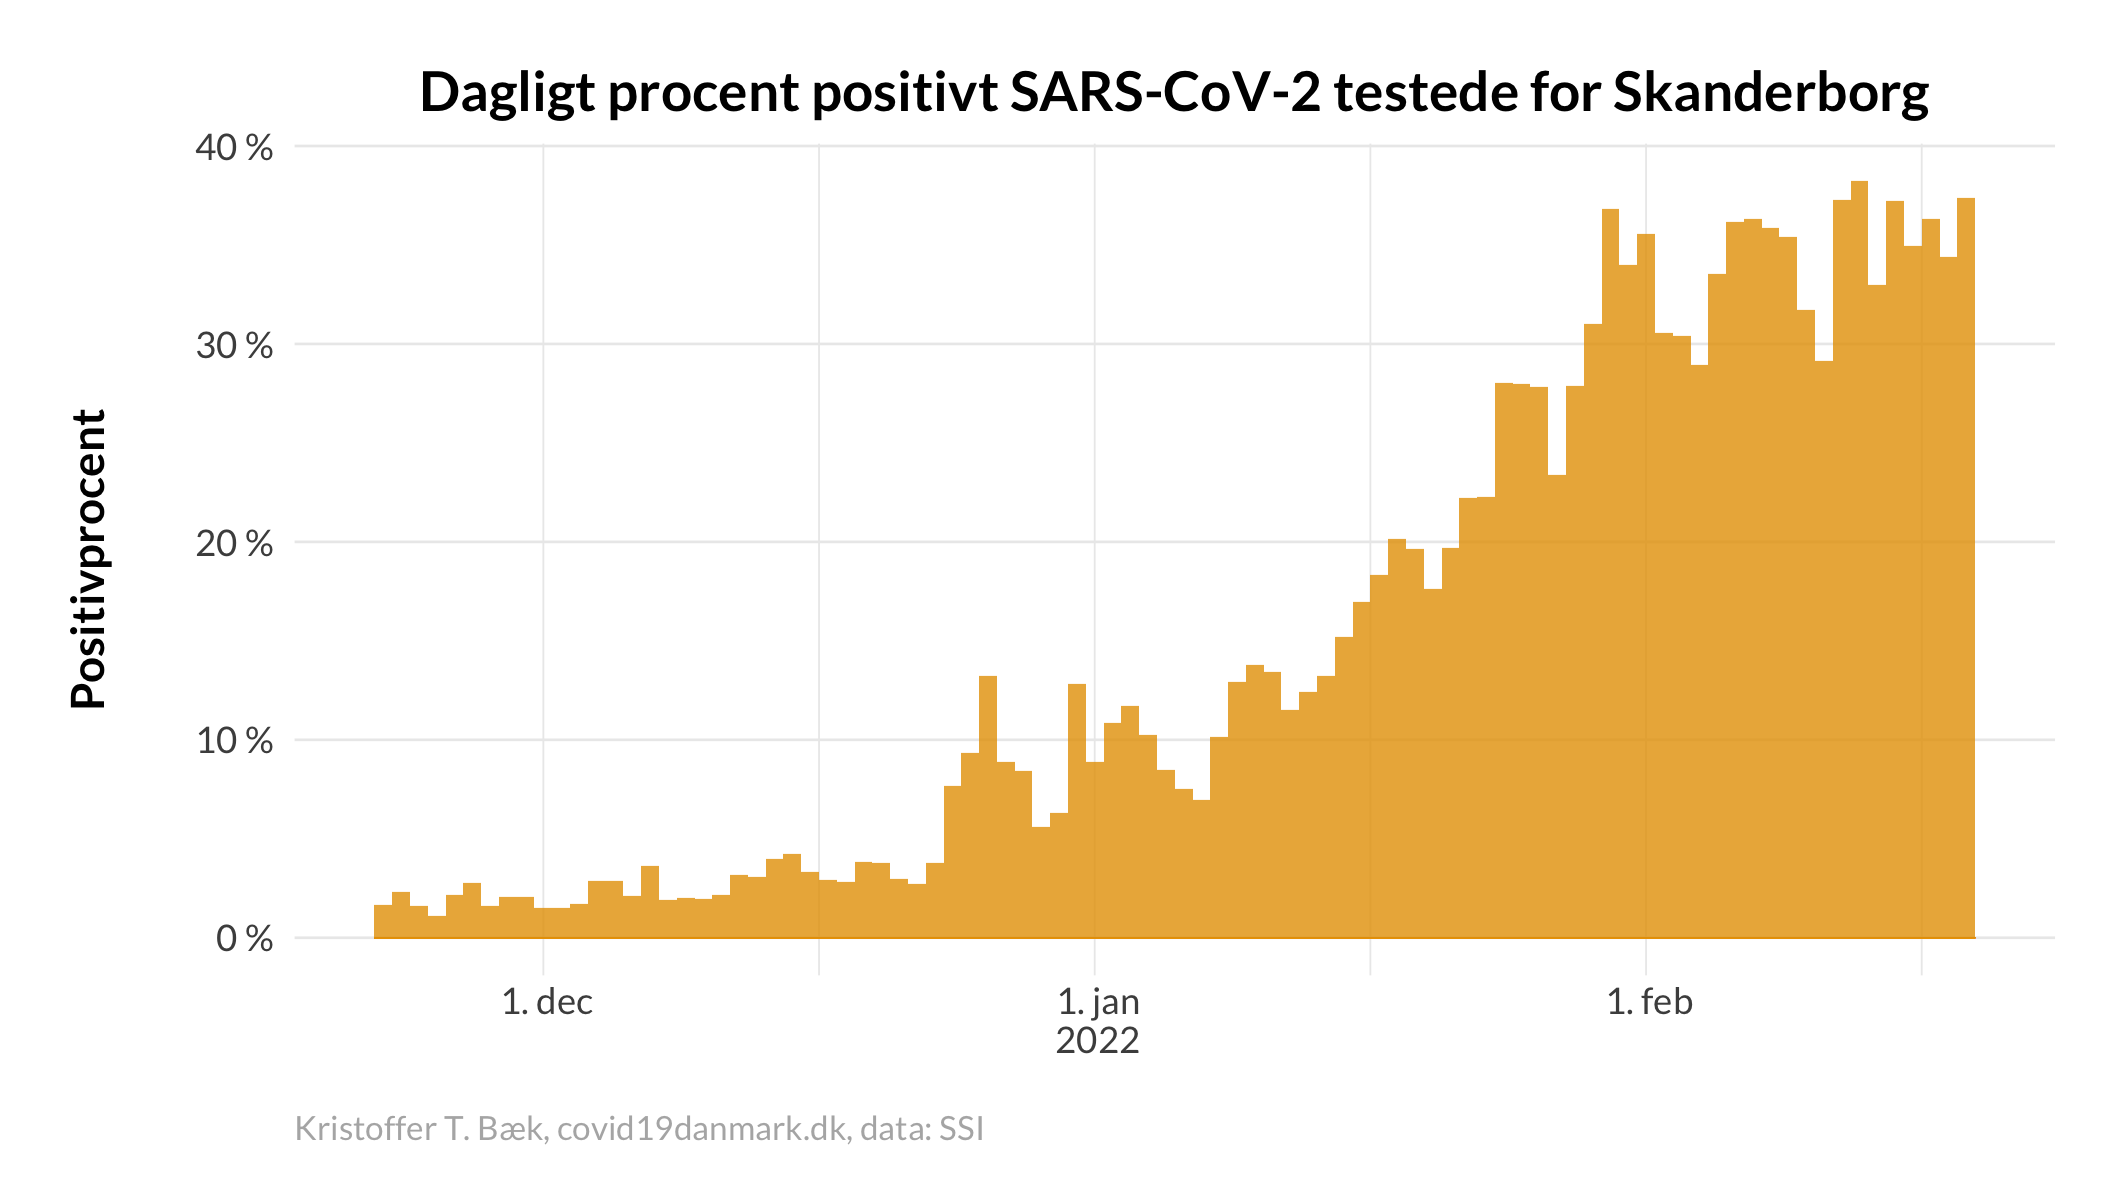 Dagligt procent positivt SARS-CoV-2 testede for Skanderborg
40 %
30 %
20 %
10 %
0 %
Positivprocent
1. dec
1. jan
2022
1. feb
Kristoffer T. Bæk, covid19danmark.dk, data: SSI